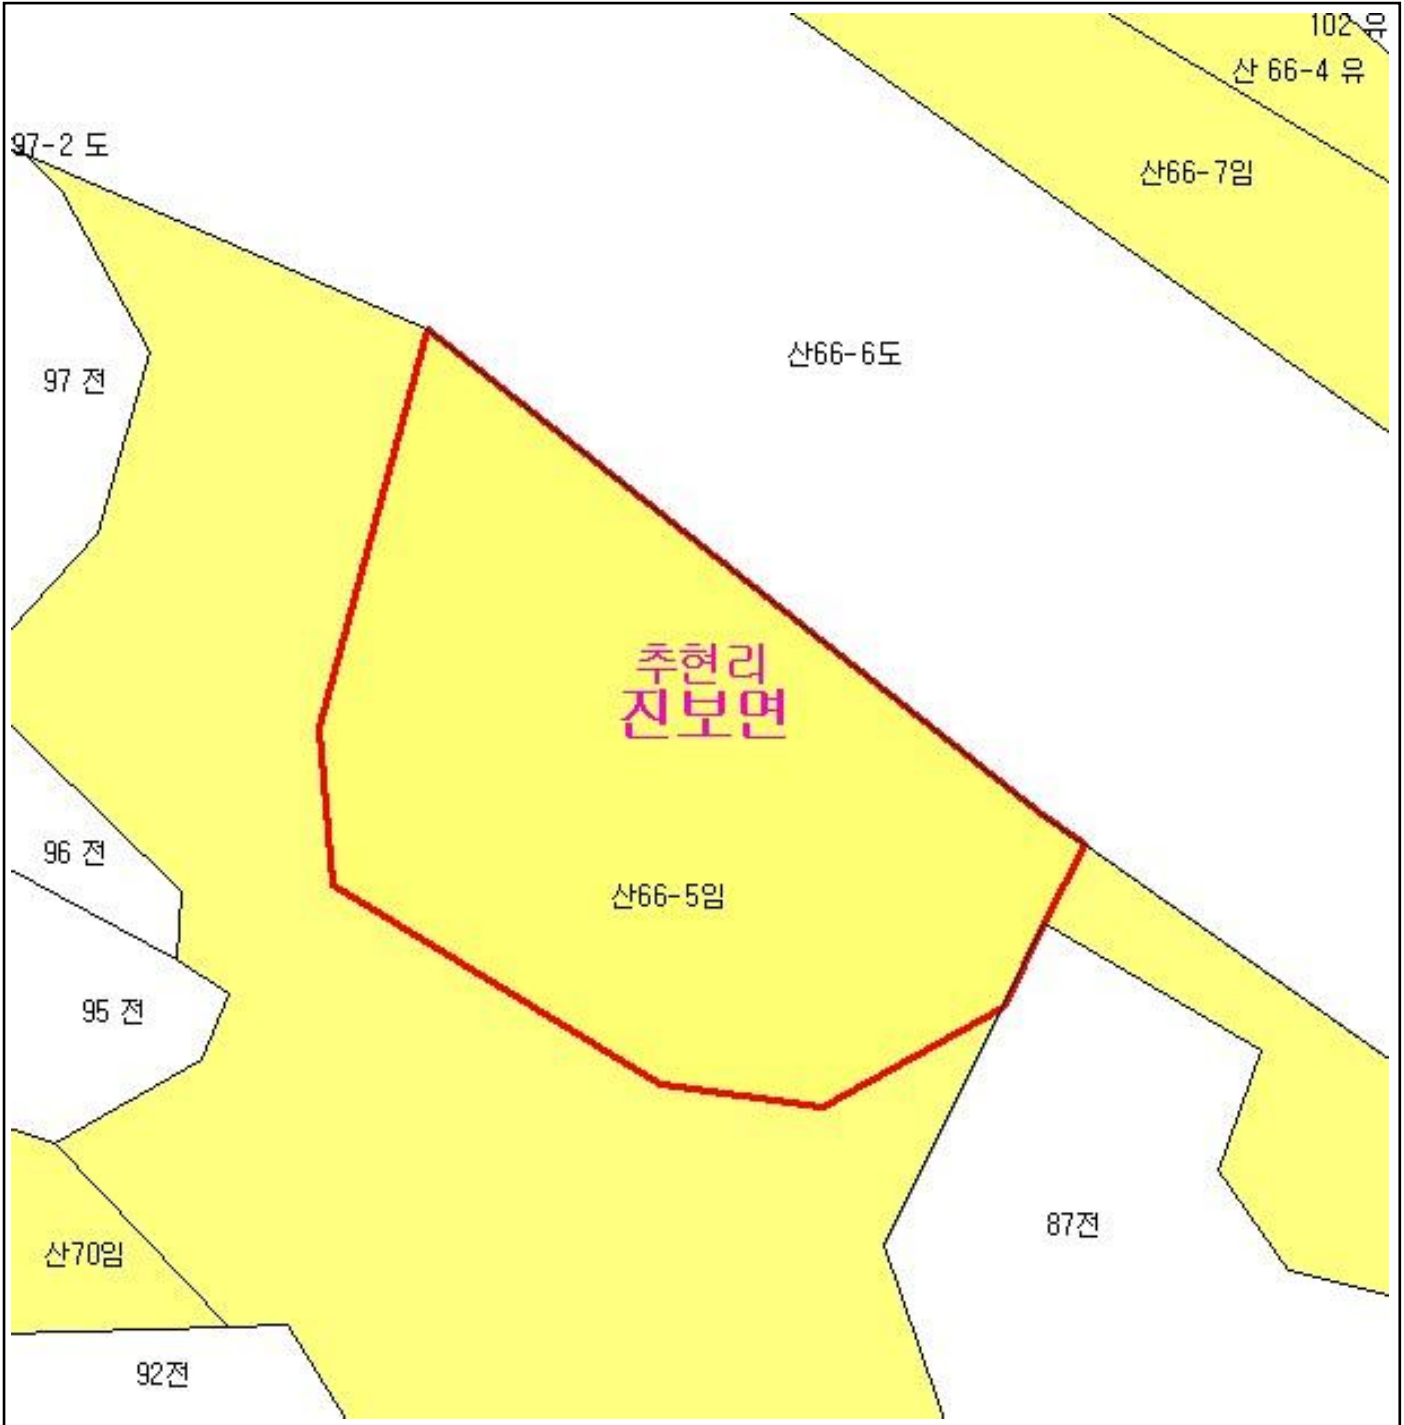 102 유
산 66-4 유
97-2 도
산66-7임
산66-6도
97 전
추현리
진보면
96 전
산66-5임
95 전
87전
산70임
92전